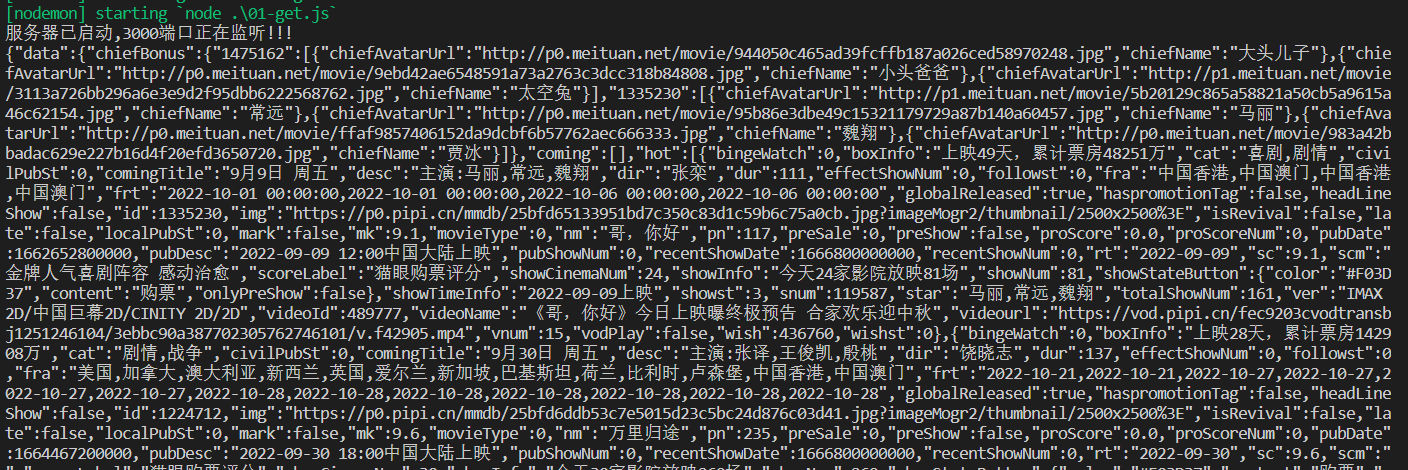 [nodemon] starting `node .\01-get.js`
服务器已启动,3000端口正在监听!!!
{"data":{"chiefBonus":{"1475162":[{"chiefAvatarUrl":"http://p0.meituan.net/movie/944050c465ad39fcffb187a026ced58970248.jpg","chiefName":"大头儿子"},{"chie
fAvatarUrl":"http://p0.meituan.net/movie/9ebd42ae6548591a73a2763c3dcc318b84808.jpg","chiefName":"小头爸爸"},{"chiefAvatarUrl":"http://p1.meituan.net/movie
/3113a726bb296a6e3e9d2f95dbb6222568762.jpg","chiefName":"太空兔"}],"1335230":[{"chiefAvatarUrl":"http://p1.meituan.net/movie/5b20129c865a58821a50cb5a9615a
46c62154.jpg","chiefName":"常远"},{"chiefAvatarUrl":"http://p0.meituan.net/movie/95b86e3dbe49c15321179729a87b140a60457.jpg","chiefName":"马丽"},{"chiefAva
tarUrl":"http://p0.meituan.net/movie/ffaf9857406152da9dcbf6b57762aec666333.jpg","chiefName":"魏翔"},{"chiefAvatarUrl":"http://p0.meituan.net/movie/983a42b
badac629e227b16d4f20efd3650720.jpg","chiefName":"贾冰"}]},"coming":[],"hot":[{"bingeWatch":0,"boxInfo":"上映49天，累计票房48251万","cat":"喜剧,剧情","civi
lPubSt":0,"comingTitle":"9月9日 周五","desc":"主演:马丽,常远,魏翔","dir":"张栾","dur":111,"effectShowNum":0,"followst":0,"fra":"中国香港,中国澳门,中国香港
,中国澳门","frt":"2022-10-01 00:00:00,2022-10-01 00:00:00,2022-10-06 00:00:00,2022-10-06 00:00:00","globalReleased":true,"haspromotionTag":false,"headLine
Show":false,"id":1335230,"img":"https://p0.pipi.cn/mmdb/25bfd65133951bd7c350c83d1c59b6c75a0cb.jpg?imageMogr2/thumbnail/2500x2500%3E","isRevival":false,"la
te":false,"localPubSt":0,"mark":false,"mk":9.1,"movieType":0,"nm":"哥，你好","pn":117,"preSale":0,"preShow":false,"proScore":0.0,"proScoreNum":0,"pubDate"
:1662652800000,"pubDesc":"2022-09-09 12:00中国大陆上映","pubShowNum":0,"recentShowDate":1666800000000,"recentShowNum":0,"rt":"2022-09-09","sc":9.1,"scm":"
金牌人气喜剧阵容 感动治愈","scoreLabel":"猫眼购票评分","showCinemaNum":24,"showInfo":"今天24家影院放映81场","showNum":81,"showStateButton":{"color":"#F03D
37","content":"购票","onlyPreShow":false},"showTimeInfo":"2022-09-09上映","showst":3,"snum":119587,"star":"马丽,常远,魏翔","totalShowNum":161,"ver":"IMAX
2D/中国巨幕2D/CINITY 2D/2D","videoId":489777,"videoName":"《哥，你好》今日上映曝终极预告 合家欢乐迎中秋","videourl":"https://vod.pipi.cn/fec9203cvodtransb
j1251246104/3ebbc90a387702305762746101/v.f42905.mp4","vnum":15,"vodPlay":false,"wish":436760,"wishst":0},{"bingeWatch":0,"boxInfo":"上映28天，累计票房1429
08万","cat":"剧情,战争","civilPubSt":0,"comingTitle":"9月30日 周五","desc":"主演:张译,王俊凯,殷桃","dir":"饶晓志","dur":137,"effectShowNum":0,"followst":0
,"fra":"美国,加拿大,澳大利亚,新西兰,英国,爱尔兰,新加坡,巴基斯坦,荷兰,比利时,卢森堡,中国香港,中国澳门","frt":"2022-10-21,2022-10-21,2022-10-27,2022-10-27,2
022-10-27,2022-10-27,2022-10-28,2022-10-28,2022-10-28,2022-10-28,2022-10-28,2022-10-28,2022-10-28","globalReleased":true,"haspromotionTag":false,"headLine
Show":false,"id":1224712,"img":"https://p0.pipi.cn/mmdb/25bfd6ddb53c7e5015d23c5bc24d876c03d41.jpg?imageMogr2/thumbnail/2500x2500%3E","isRevival":false,"la
te":false,"localPubSt":0,"mark":false,"mk":9.6,"movieType":0,"nm":"万里归途","pn":235,"preSale":0,"preShow":false,"proScore":0.0,"proScoreNum":0,"pubDate"
:1664467200000,"pubDesc":"2022-09-30 18:00中国大陆上映","pubShowNum":0,"recentShowDate":1666800000000,"recentShowNum":0,"rt":"2022-09-30","sc":9.6,"scm":"